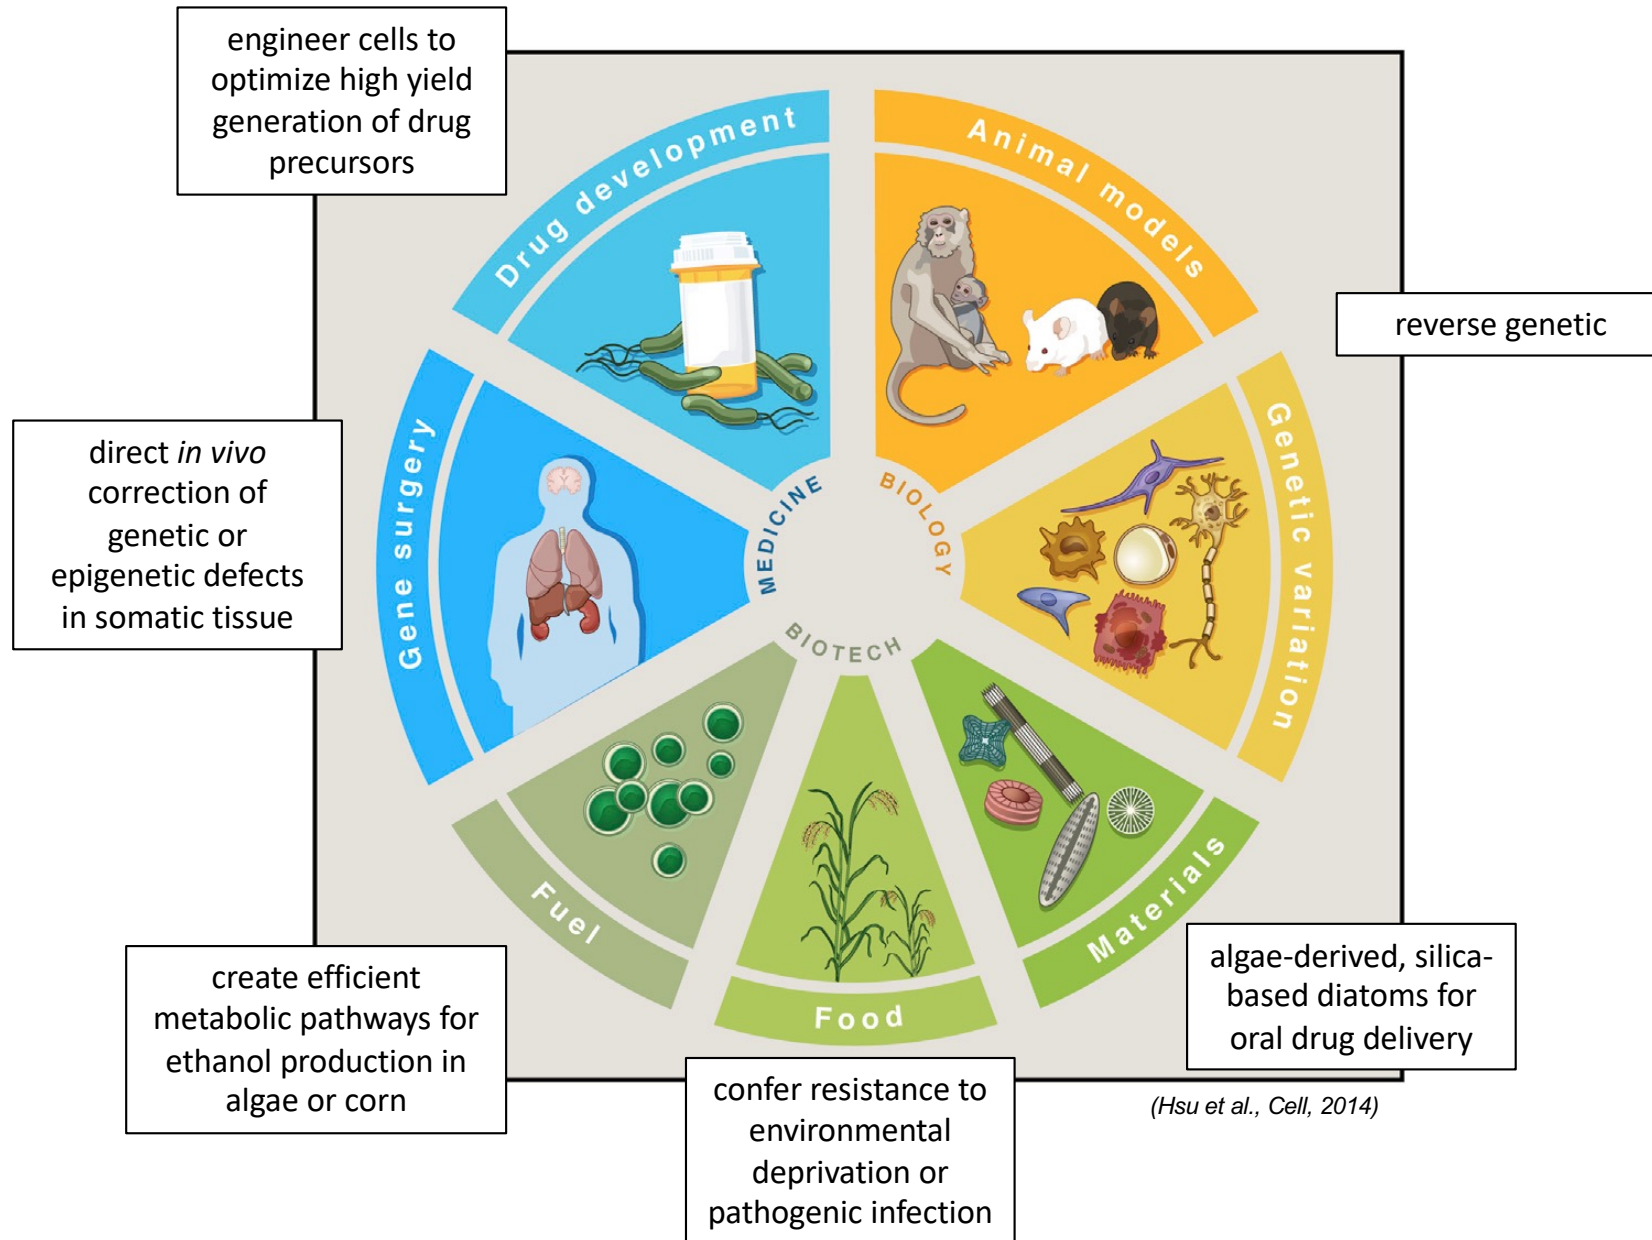 engineer cells to
optimize high yield
generation of drug
precursors
Drug development
Animal models
reverse genetic
direct in vivo
correction of
genetic or
epigenetic defects
in somatic tissue
Gene surgery
MEDICINE
BIOLOGY
Genetic variation
BIOTECH
Fuel
Food
Materials
create efficient
metabolic pathways for
ethanol production in
algae or corn
confer resistance to
environmental
deprivation or
pathogenic infection
algae-derived, silica-
based diatoms for
oral drug delivery
(Hsu et al., Cell, 2014)